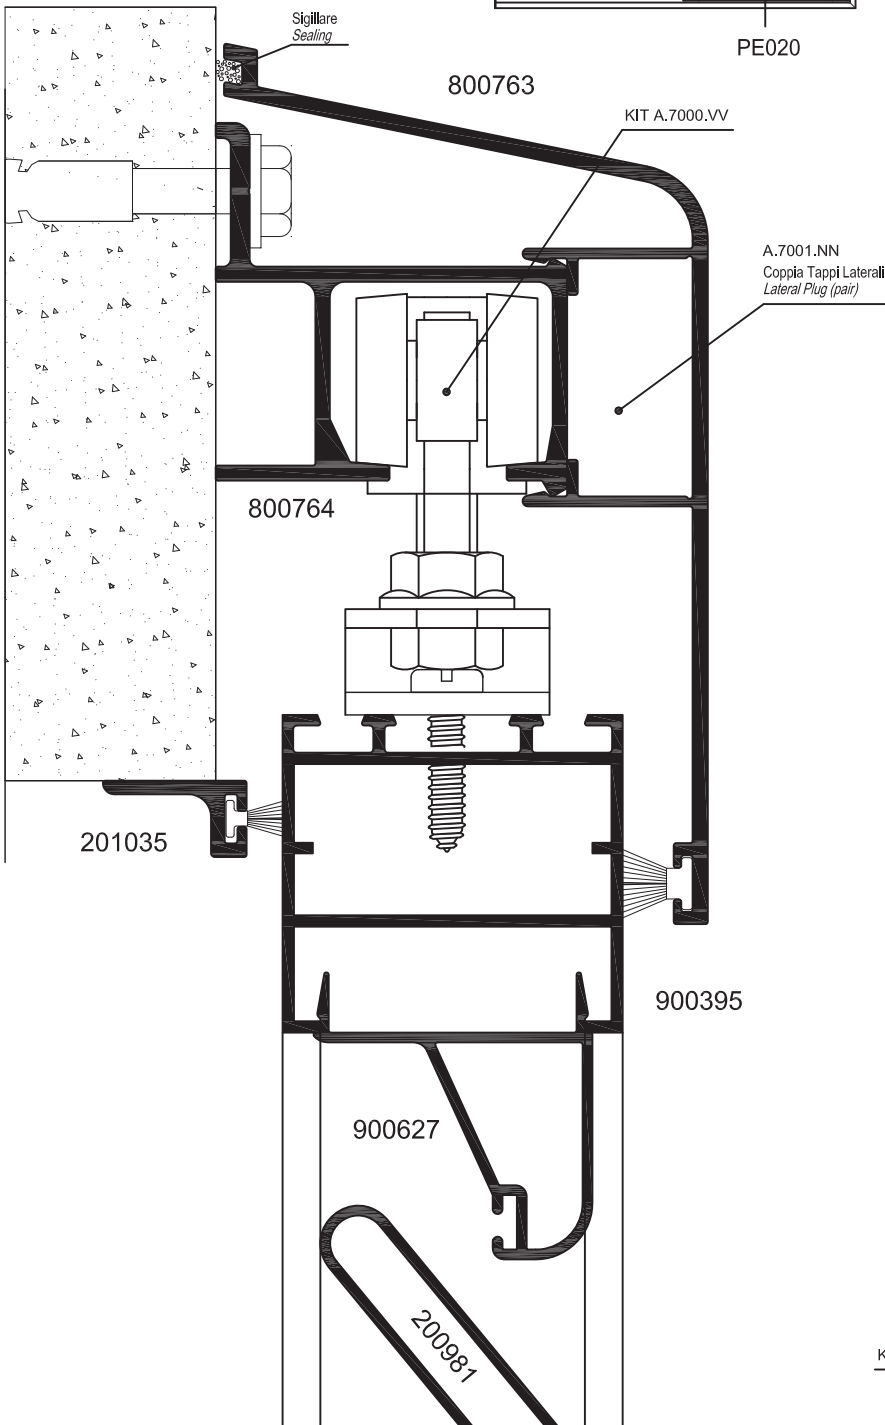 Sigillare
Sealing
PE020
800763
KIT A.7000.VV
A.7001.NN
Coppia Tappi Laterali
Lateral Plug (pair)
800764
201035
900395
900627
200981
K